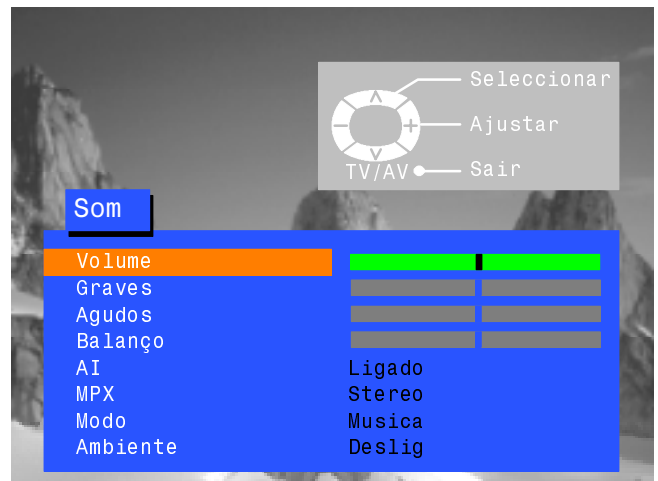 Seleccionar
Ajustar
TV/AV Sair
Som
Volume
Graves
Agudos
Balanço
AI Ligado
MPX Stereo
Modo Musica
Ambiente Deslig